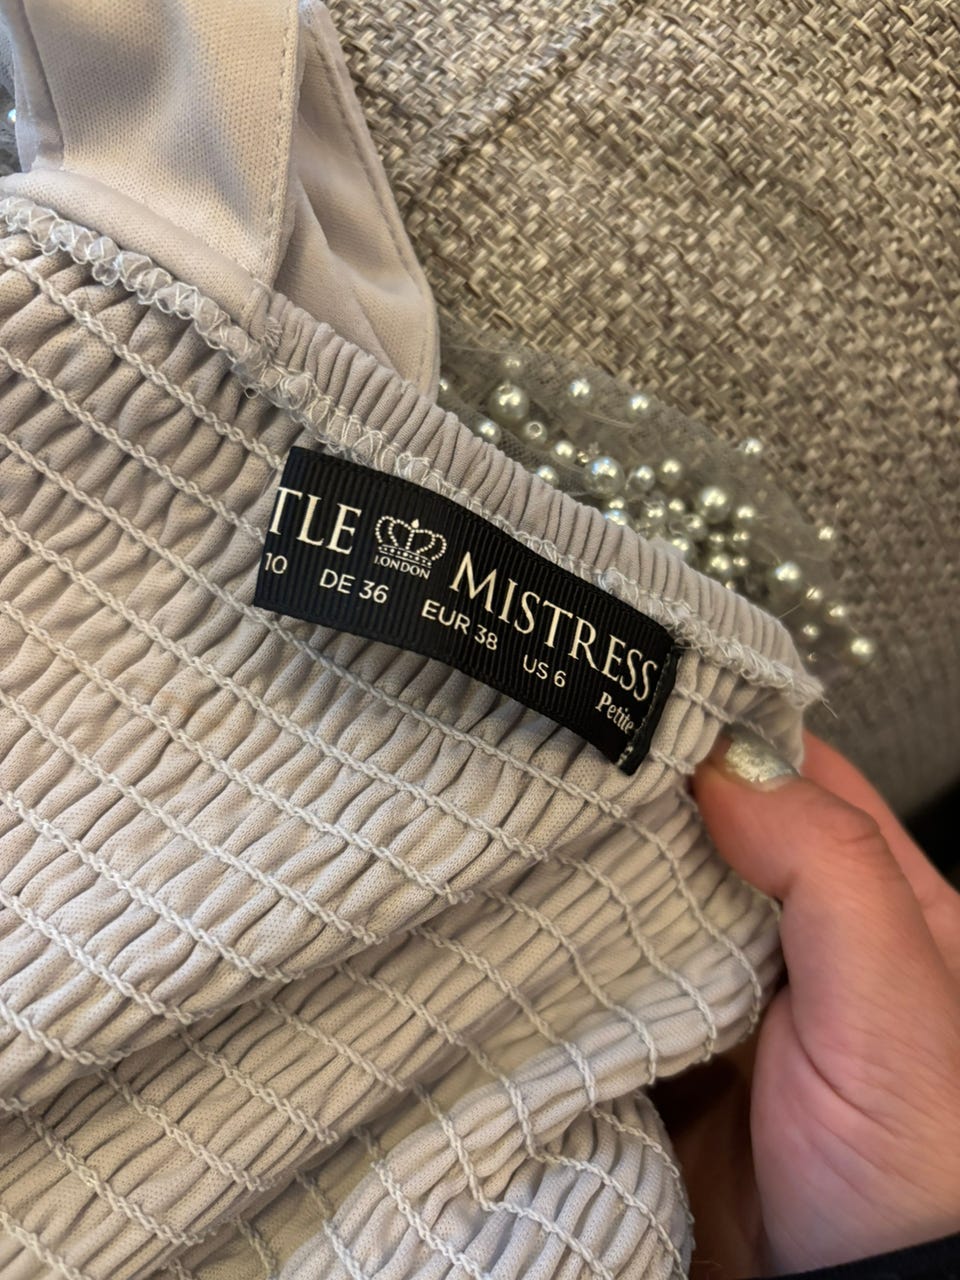 TLE LONDON MISTRESS
10 DE 36 EUR 38 US 6 Petite